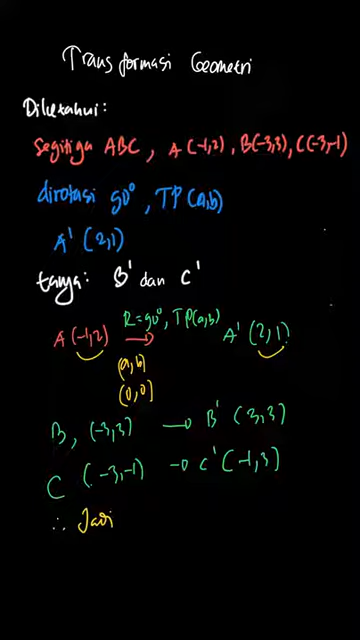 Transformasi Geometri
Diketahui:
segitiga ABC, A(-1,2), B(-3,3), C(-3,-1)
dirotasi 90°, TP(a,b)
A' (2,1)
tanya: B' dan C'
A (-1,2) R=90°, TP(a,b) → A' (2,1)
(a,b)
(0,0)
B, (-3,3) → B' (3,3)
C (-3,-1) → C' (-1,3)
∴ Jadi